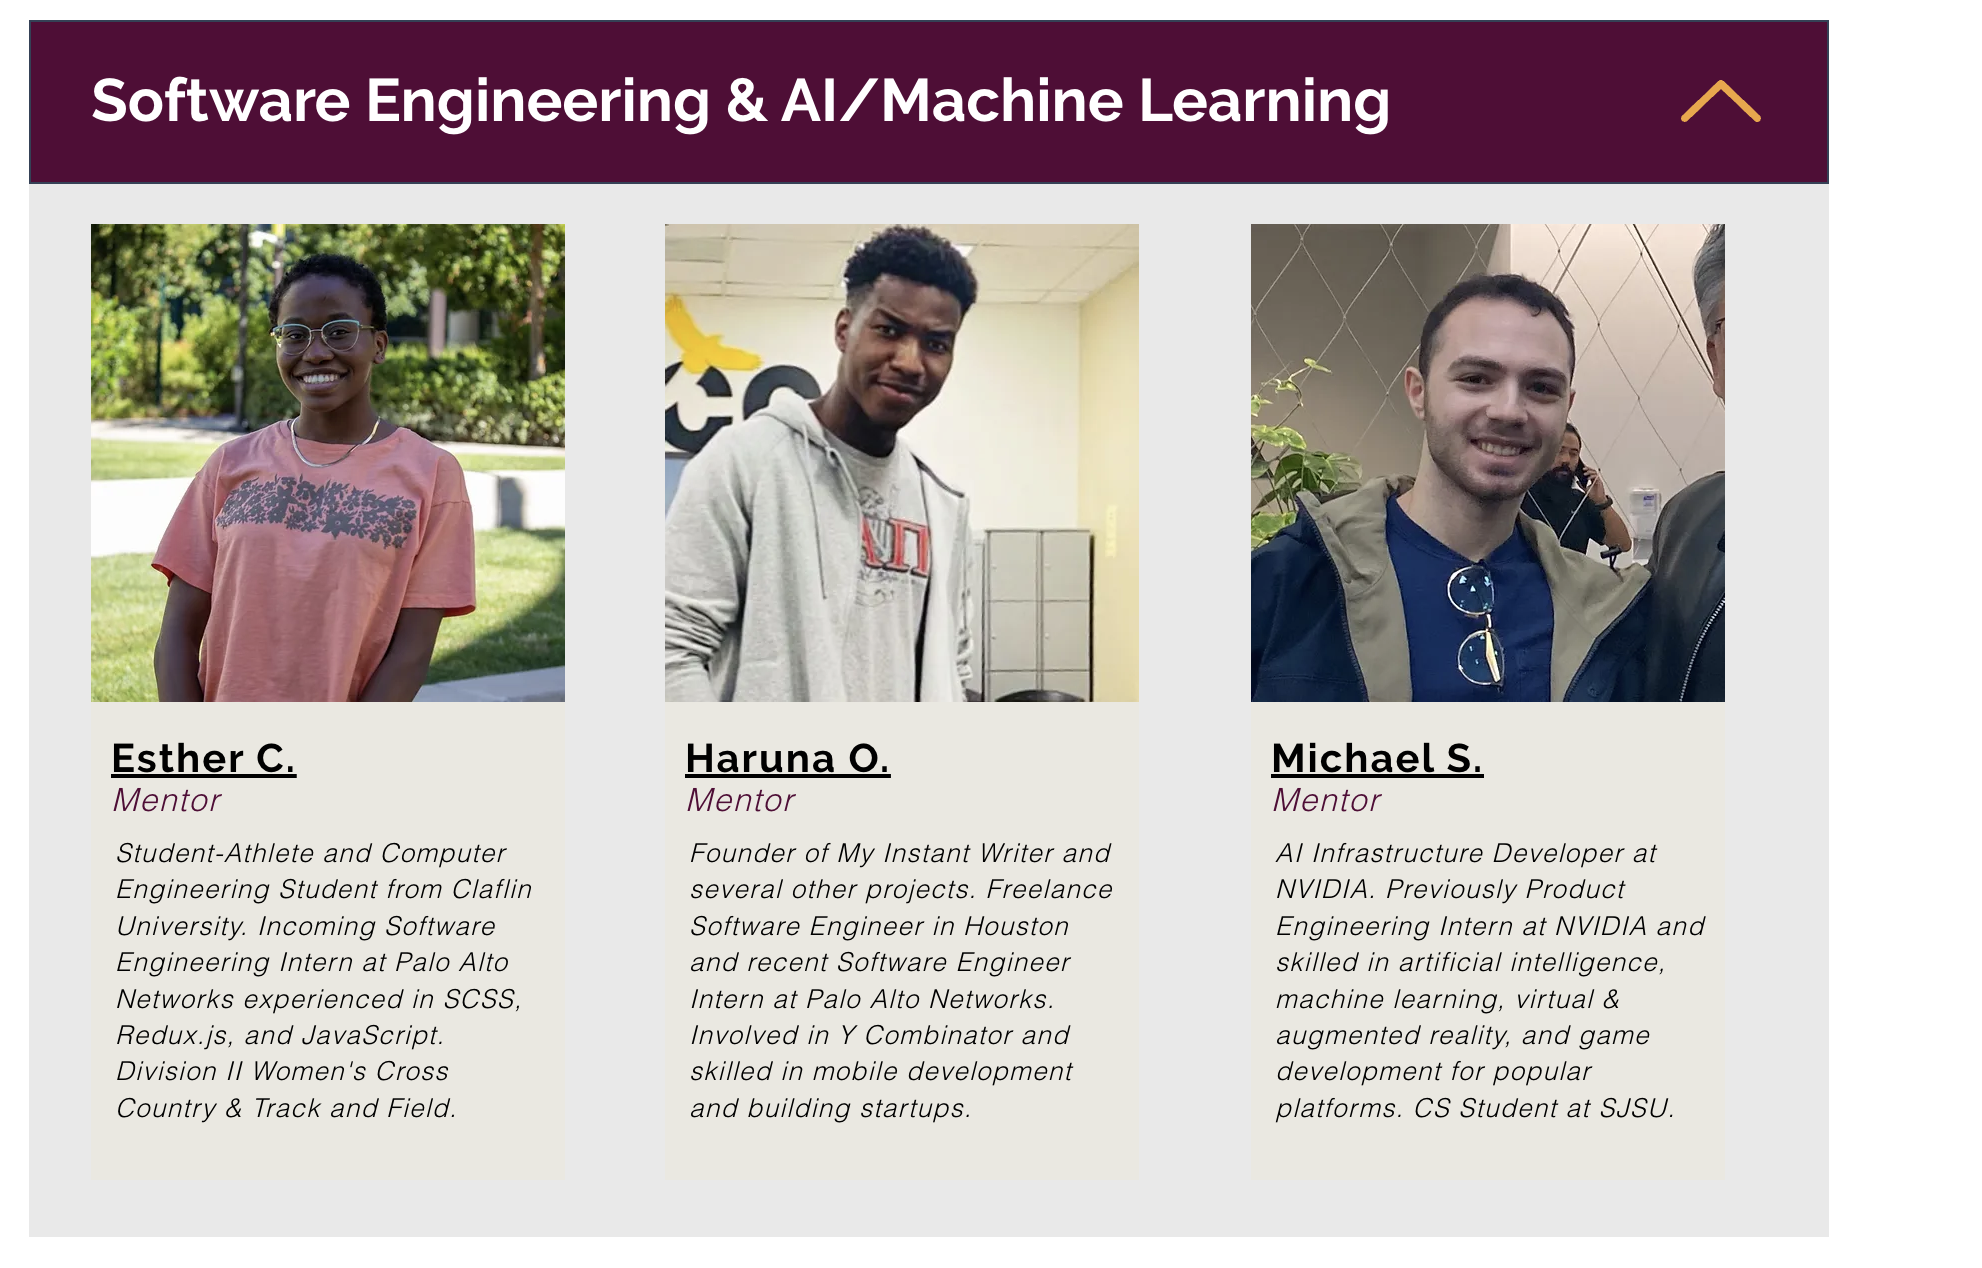 Software Engineering & AI/Machine Learning
Esther C.
Mentor
Student-Athlete and Computer
Engineering Student from Claflin
University. Incoming Software
Engineering Intern at Palo Alto
Networks experienced in SCSS,
Redux.js, and JavaScript.
Division II Women's Cross
Country & Track and Field.
Haruna O.
Mentor
Founder of My Instant Writer and
several other projects. Freelance
Software Engineer in Houston
and recent Software Engineer
Intern at Palo Alto Networks.
Involved in Y Combinator and
skilled in mobile development
and building startups.
Michael S.
Mentor
AI Infrastructure Developer at
NVIDIA. Previously Product
Engineering Intern at NVIDIA and
skilled in artificial intelligence,
machine learning, virtual &
augmented reality, and game
development for popular
platforms. CS Student at SJSU.